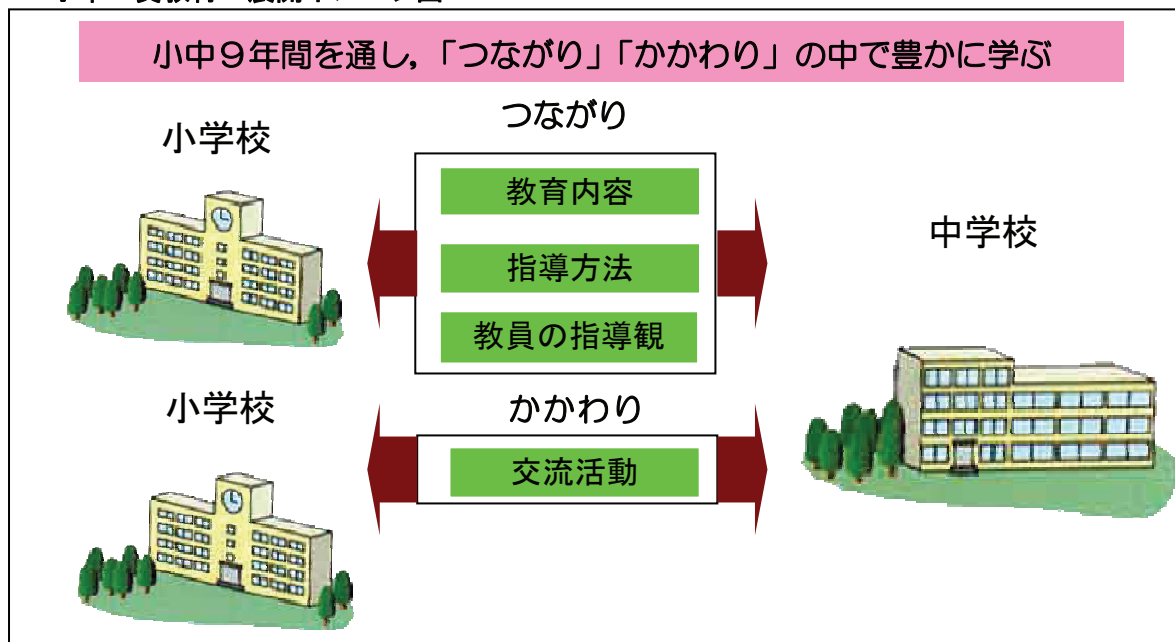 小中９年間を通し，「つながり」「かかわり」の中で豊かに学ぶ
つながり
小学校
教育内容
指導方法
教員の指導観
中学校
小学校
かかわり
交流活動